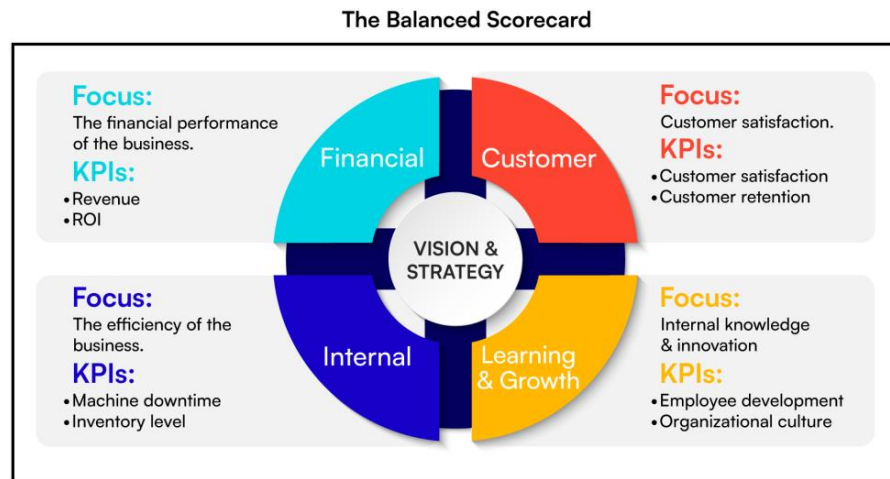 The Balanced Scorecard
Focus:
The financial performance
of the business.
KPIs:
•Revenue
•ROI
Financial
Customer
Focus:
Customer satisfaction.
KPIs:
•Customer satisfaction
•Customer retention
VISION &
STRATEGY
Focus:
The efficiency of the
business.
KPIs:
•Machine downtime
•Inventory level
Internal
Learning
& Growth
Focus:
Internal knowledge
& innovation
KPIs:
•Employee development
•Organizational culture